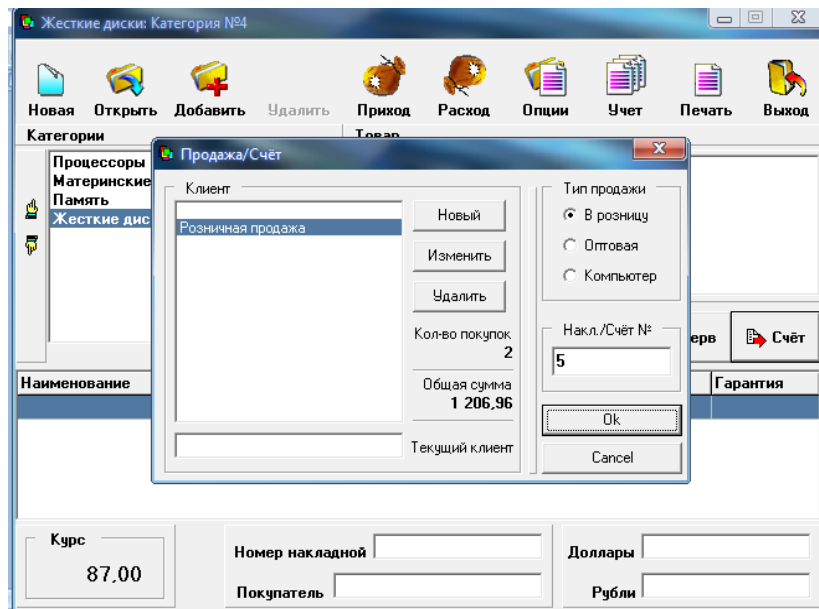 Жесткие диски: Категория №4
Новая Открыть Добавить Удалить Приход Расход Опции Учет Печать Выход
Категории Товар
Процессоры
Материнские
Память
Жесткие дис
Продажа/Счёт
Клиент
Розничная продажа
Новый
Изменить
Удалить
Кол-во покупок
2
Общая сумма
1 206,96
Текущий клиент
Тип продажи
В розницу
Оптовая
Компьютер
Накл./Счёт №
5
Ok
Cancel
ерв Счёт
Наименование Гарантия
Курс
87,00
Номер накладной
Покупатель
Доллары
Рубли